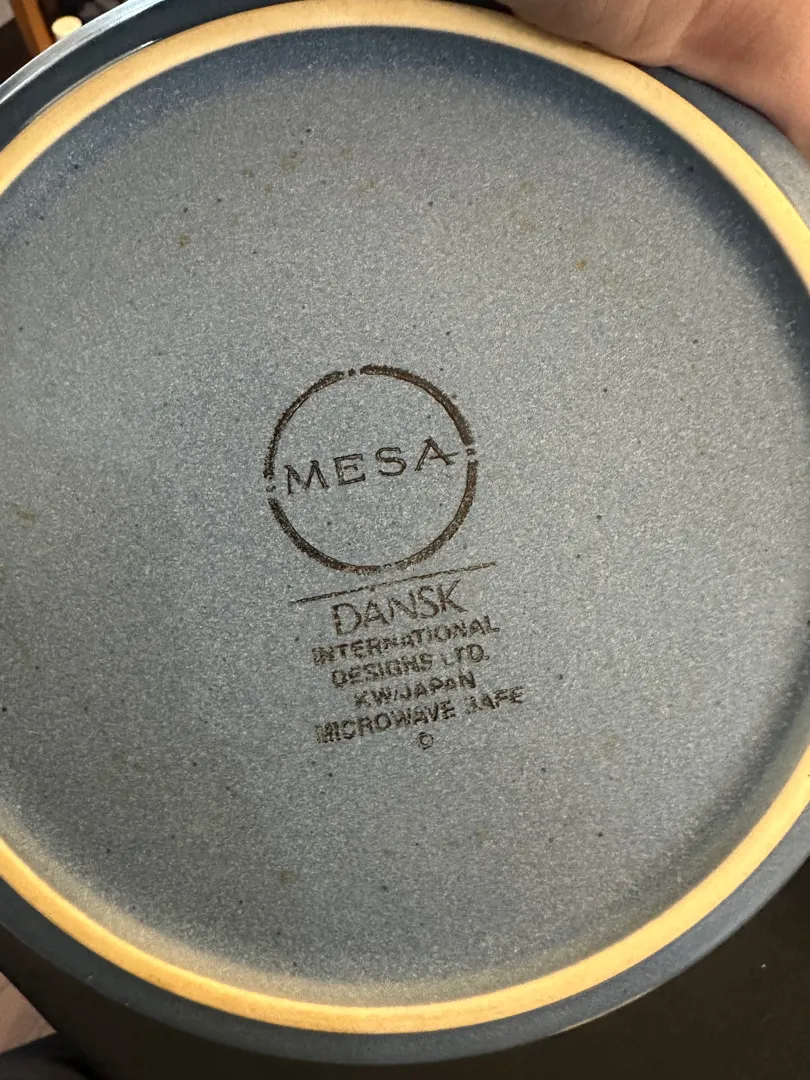 MESA
DANSK
INTERNATIONAL
DESIGNS LTD.
KW/JAPAN
MICROWAVE SAFE
©